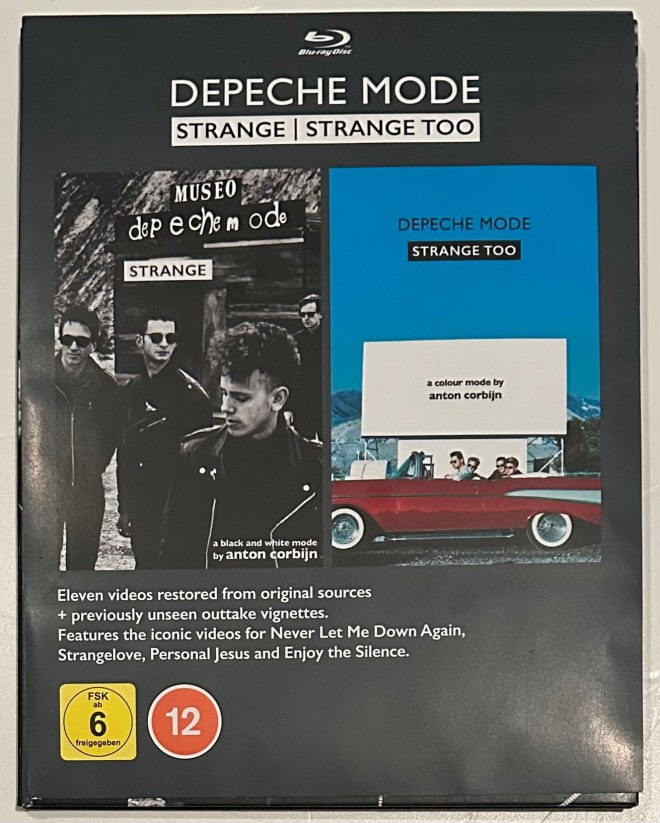 Blu-ray Disc
DEPECHE MODE
STRANGE | STRANGE TOO
MUSEO
depeche mode
STRANGE
a black and white mode
by anton corbijn
DEPECHE MODE
STRANGE TOO
a colour mode by
anton corbijn
Eleven videos restored from original sources
+ previously unseen outtake vignettes.
Features the iconic videos for Never Let Me Down Again,
Strangelove, Personal Jesus and Enjoy the Silence.
FSK
ab
6
freigegeben
12